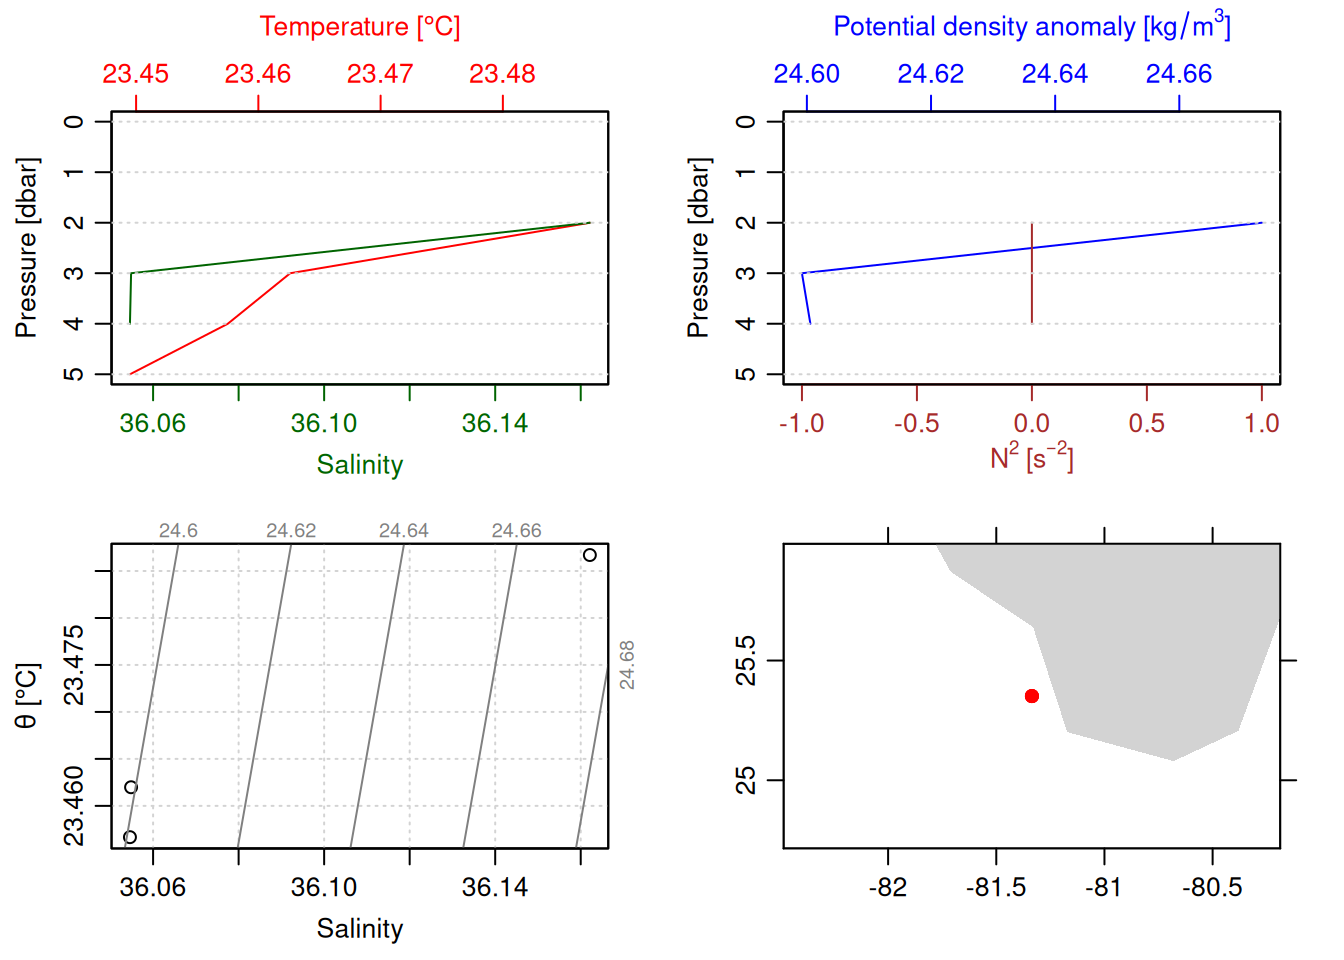 Temperature [°C]
23.45 23.46 23.47 23.48
Pressure [dbar]
0
1
2
3
4
5
36.06 36.10 36.14
Salinity
Potential density anomaly [kg/m³]
24.60 24.62 24.64 24.66
Pressure [dbar]
0
1
2
3
4
5
-1.0 -0.5 0.0 0.5 1.0
N² [s⁻²]
24.6 24.62 24.64 24.66
24.68
θ [°C]
23.475
23.460
36.06 36.10 36.14
Salinity
25.5
25
-82 -81.5 -81 -80.5